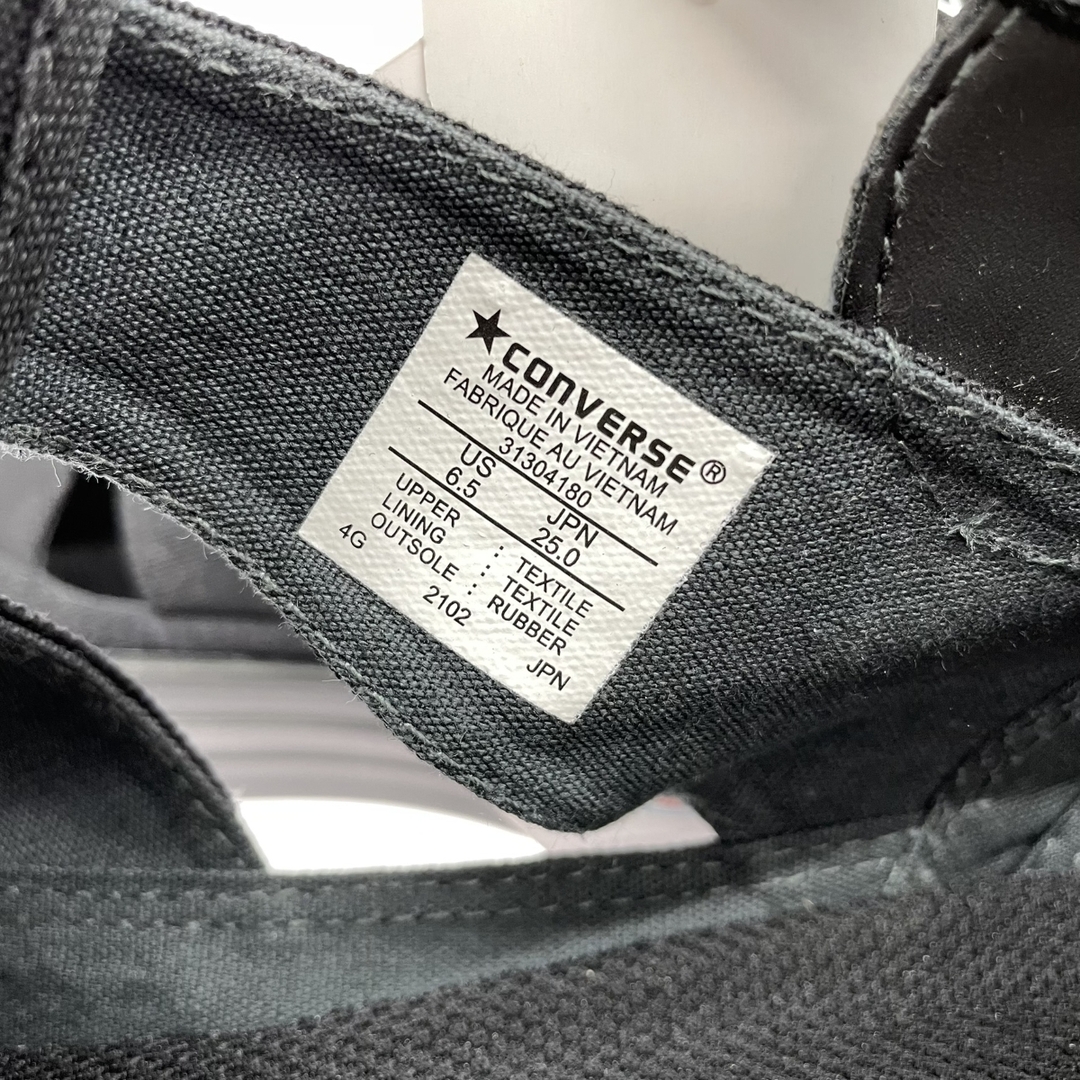 CONVERSE®
MADE IN VIETNAM
FABRIQUE AU VIETNAM
31304180
US JPN
6.5 25.0
UPPER : TEXTILE
LINING : TEXTILE
OUTSOLE : RUBBER
4G 2102 JPN